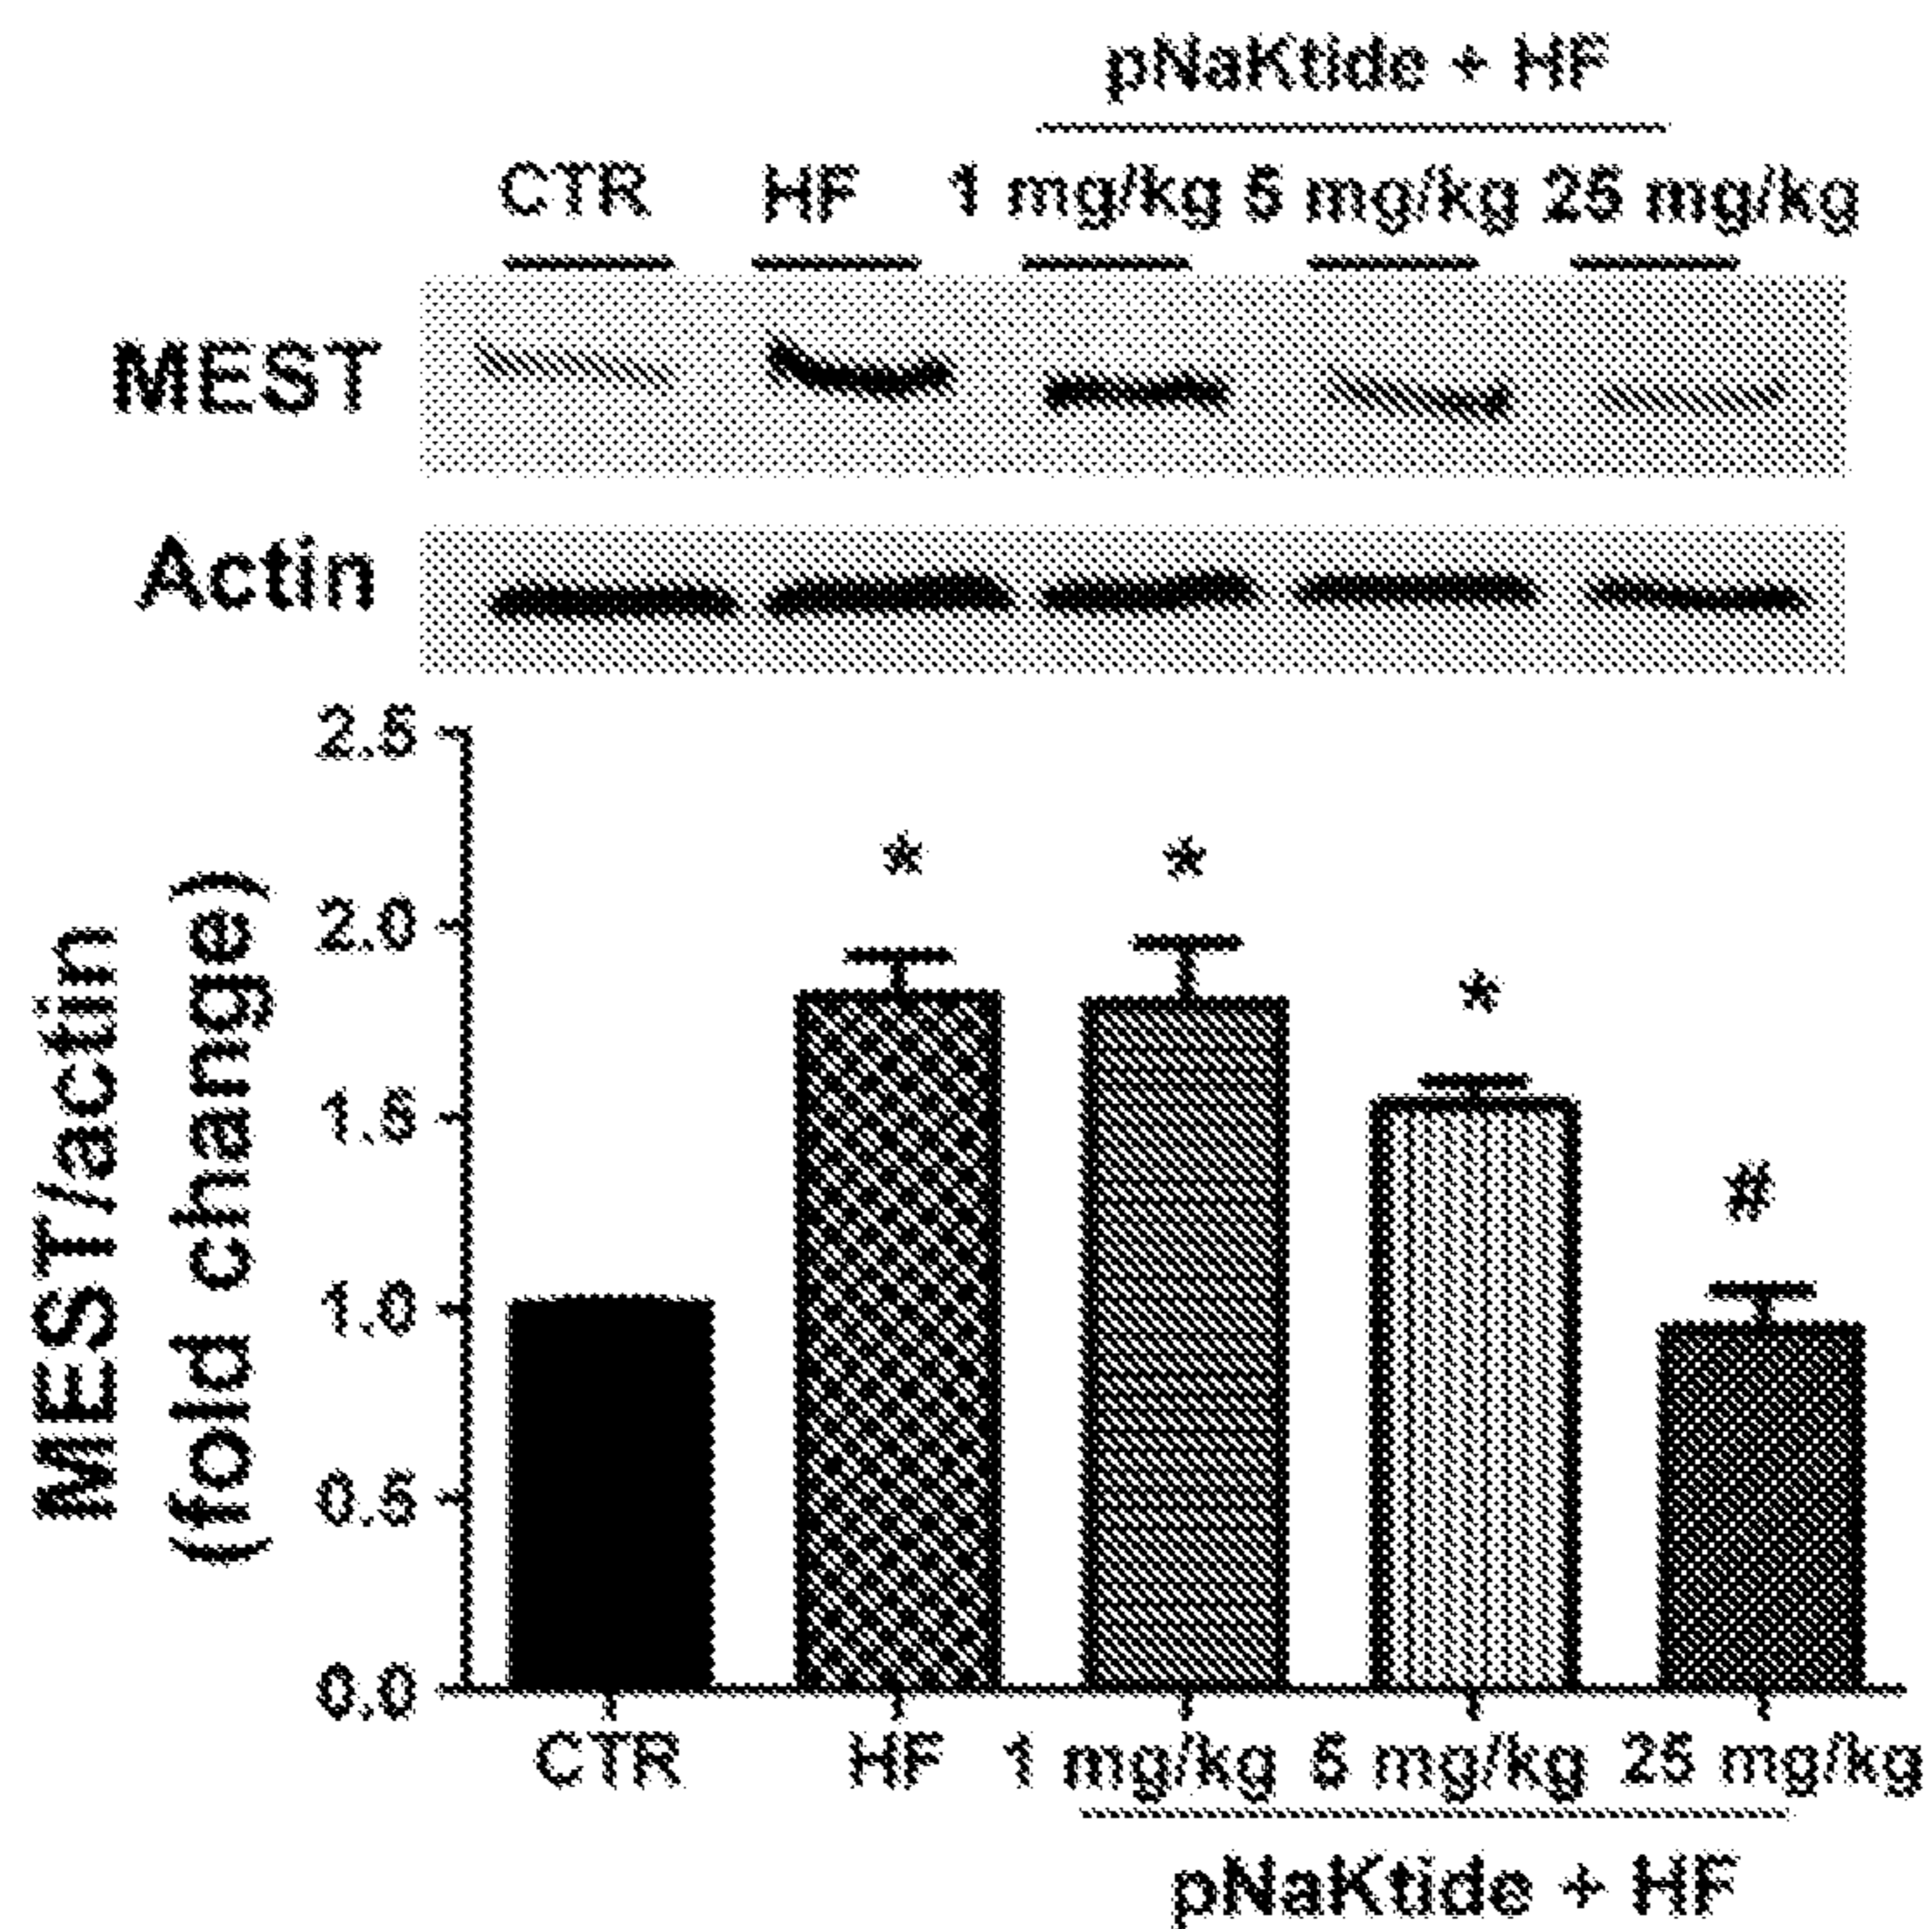 pNaKtide + HF
CTR HF 1 mg/kg 5 mg/kg 25 mg/kg
MEST
Actin
MEST/actin
(fold change)
2.5
*
*
2.0
*
1.5
#
1.0
0.5
0.0
CTR HF 1 mg/kg 5 mg/kg 25 mg/kg
pNaKtide + HF